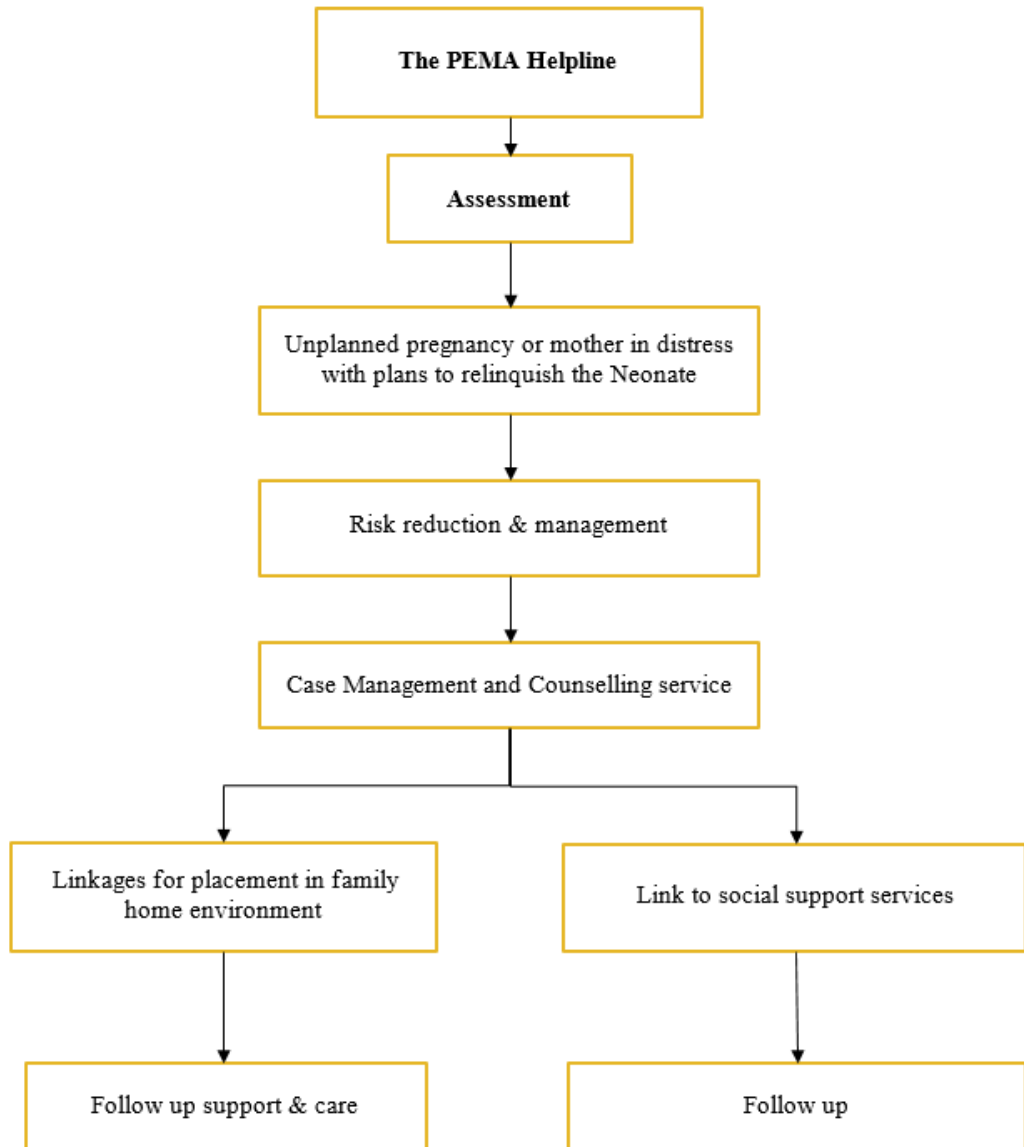 The PEMA Helpline
Assessment
Unplanned pregnancy or mother in distress
with plans to relinquish the Neonate
Risk reduction & management
Case Management and Counselling service
Linkages for placement in family
home environment
Link to social support services
Follow up support & care
Follow up